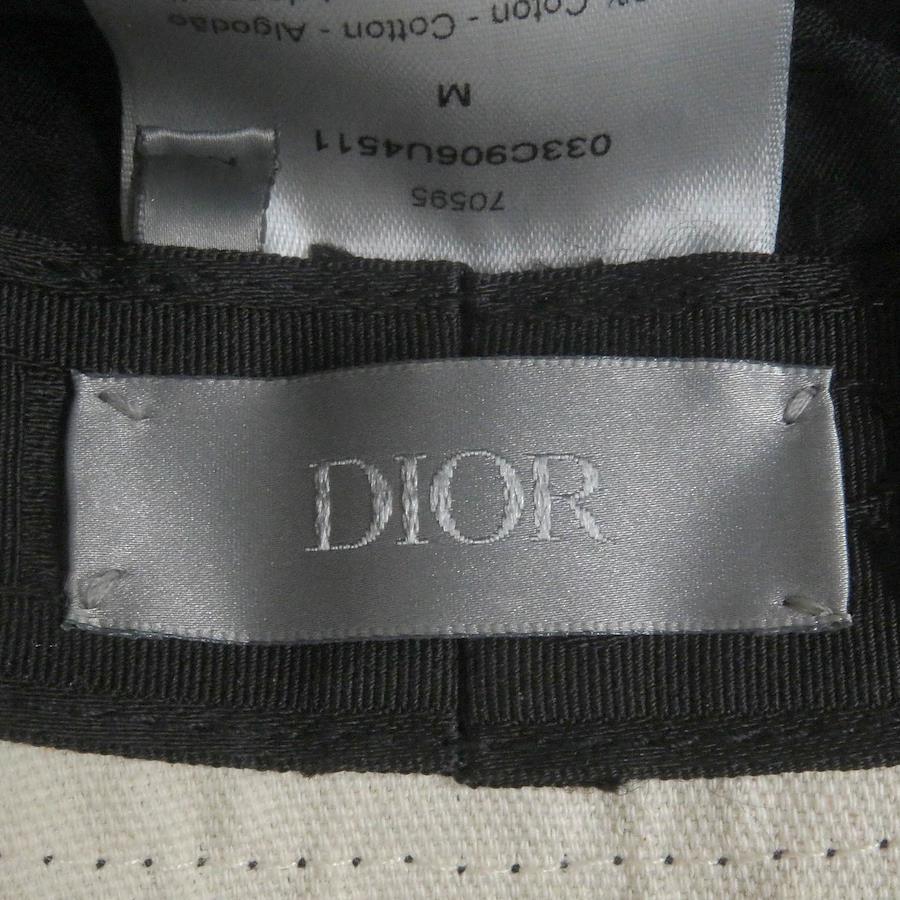 70595
033C906U4511
M
Coton - Cotton - Algodão
DIOR